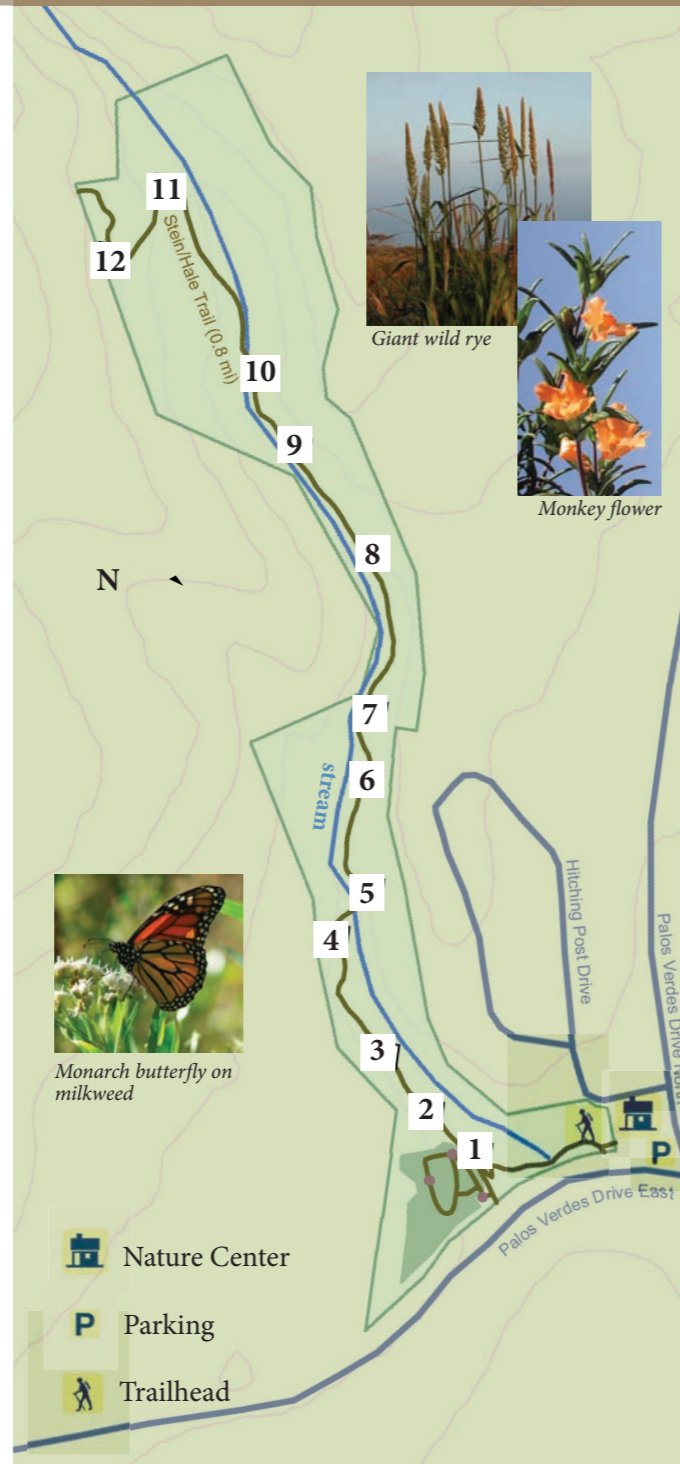 11
12
Stein/Hale Trail (0.8 mi)
10
9
Giant wild rye
Monkey flower
N
8
7
6
stream
5
4
Hitching Post Drive
Palos Verdes Drive North
Monarch butterfly on
milkweed
3
2
1
P
Palos Verdes Drive East
Nature Center
P Parking
Trailhead